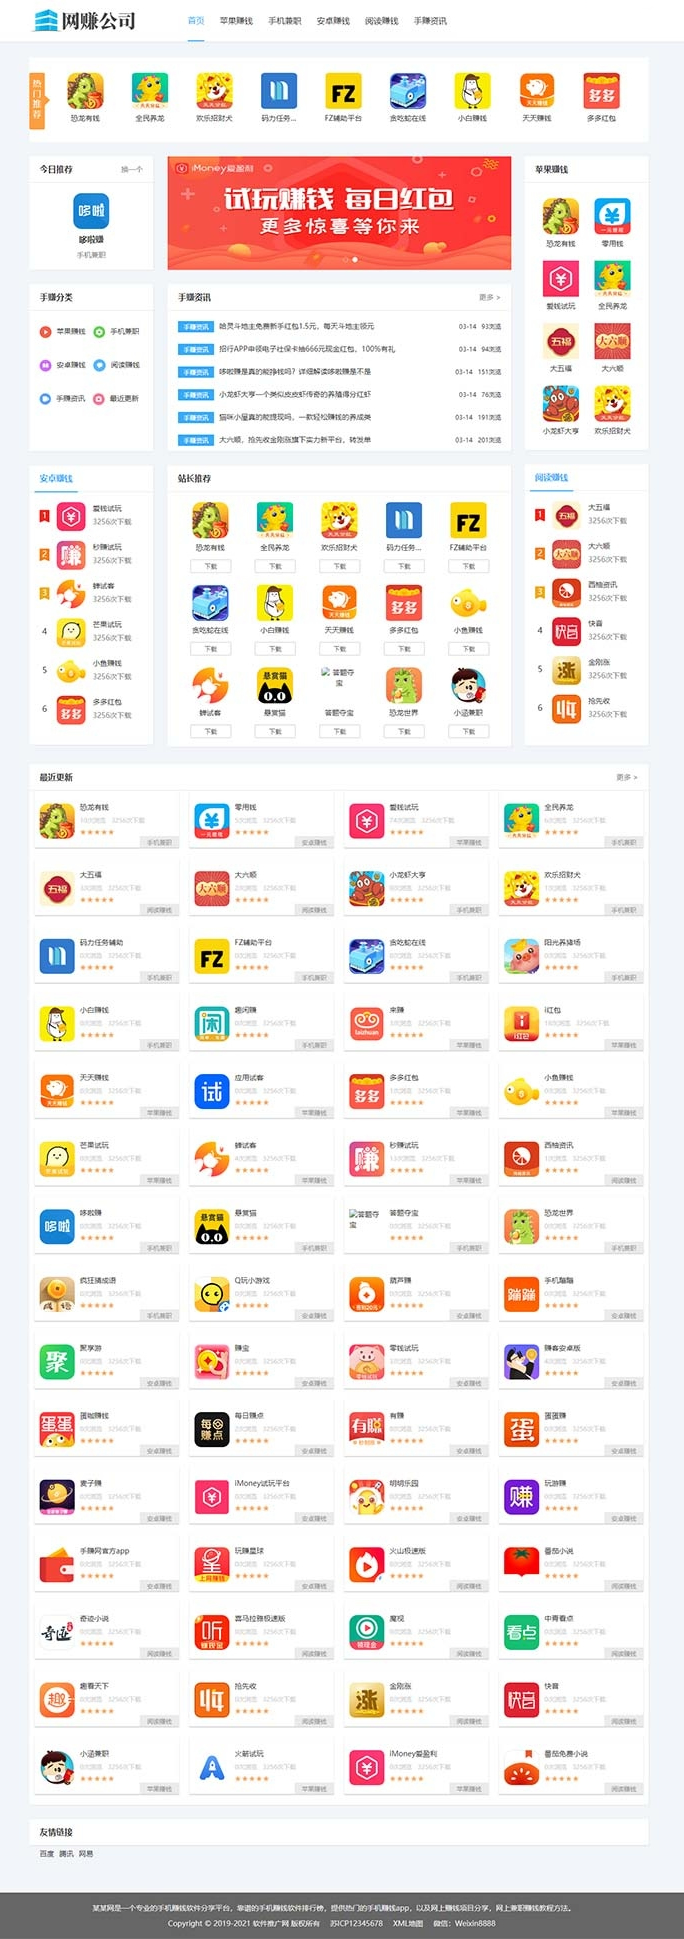 网赚公司
首页 苹果赚钱 手机兼职 安卓赚钱 阅读赚钱 手赚资讯
热门推荐
恐龙有钱 全民养龙 欢乐招财犬 码力任务... FZ辅助平台 贪吃蛇在线 小白赚钱 天天赚钱 多多红包
今日推荐 换一个
哆啦
哆啦赚
手机兼职
iMoney爱盈利
试玩赚钱 每日红包
更多惊喜等你来
苹果赚钱
恐龙有钱 零用钱
爱钱试玩 全民养龙
大五福 大六顺
小龙虾大亨 欢乐招财犬
手赚分类
苹果赚钱 手机兼职
安卓赚钱 阅读赚钱
手赚资讯 最近更新
手赚资讯 更多 >
手赚资讯 哈灵斗地主免费新手红包1.5元，每天斗地主领元 03-14 93浏览
手赚资讯 招行APP申领电子社保卡抽666元现金红包，100%有礼 03-14 94浏览
手赚资讯 哆啦赚是真的能挣钱吗？详细解读哆啦赚是不是 03-14 151浏览
手赚资讯 小龙虾大亨一个类似皮皮虾传奇的养殖得分红虾 03-14 76浏览
手赚资讯 猫咪小屋真的能提现吗，一款轻松赚钱的养成类 03-14 191浏览
手赚资讯 大六顺，抢先收金刚涨旗下实力新平台，转发单 03-14 201浏览
安卓赚钱
1 爱钱试玩
3256次下载
2 秒赚试玩
3256次下载
3 蝉试客
3256次下载
4 芒果试玩
3256次下载
5 小鱼赚钱
3256次下载
6 多多红包
3256次下载
站长推荐
恐龙有钱 全民养龙 欢乐招财犬 码力任务... FZ辅助平台
下载 下载 下载 下载 下载
贪吃蛇在线 小白赚钱 天天赚钱 多多红包 小鱼赚钱
下载 下载 下载 下载 下载
答题夺宝
蝉试客 悬赏猫 答题夺宝 恐龙世界 小涵兼职
下载 下载 下载 下载 下载
阅读赚钱
1 大五福
3256次下载
2 大六顺
3256次下载
3 西柚资讯
3256次下载
4 快音
3256次下载
5 金刚涨
3256次下载
6 抢先收
3256次下载
最近更新 更多 >
恐龙有钱 零用钱 爱钱试玩 全民养龙
手机兼职 安卓赚钱 苹果赚钱 手机兼职
大五福 大六顺 小龙虾大亨 欢乐招财犬
阅读赚钱 阅读赚钱 手机兼职 手机兼职
码力任务辅助 FZ辅助平台 贪吃蛇在线 阳光养猪场
手机兼职 手机兼职 手机兼职 手机兼职
小白赚钱 趣闲赚 来赚 i红包
手机兼职 手机兼职 苹果赚钱 苹果赚钱
天天赚钱 应用试客 多多红包 小鱼赚钱
苹果赚钱 苹果赚钱 苹果赚钱 苹果赚钱
芒果试玩 蝉试客 秒赚试玩 西柚资讯
苹果赚钱 苹果赚钱 苹果赚钱 阅读赚钱
哆啦赚 悬赏猫 答题夺宝 恐龙世界
手机兼职 手机兼职 手机兼职 手机兼职
疯狂猜成语 Q玩小游戏 葫芦赚 手机蹦蹦
手机兼职 安卓赚钱 安卓赚钱 安卓赚钱
聚享游 赚宝 零钱试玩 赚客安卓版
安卓赚钱 安卓赚钱 安卓赚钱 安卓赚钱
蛋咖赚钱 每日赚点 有赚 蛋蛋赚
安卓赚钱 安卓赚钱 安卓赚钱 安卓赚钱
麦子赚 iMoney试玩平台 明明乐园 玩游赚
安卓赚钱 安卓赚钱 安卓赚钱 安卓赚钱
手赚网官方app 玩赚星球 火山极速版 番茄小说
安卓赚钱 安卓赚钱 阅读赚钱 阅读赚钱
奇迹小说 喜马拉雅极速版 魔视 中青看点
阅读赚钱 阅读赚钱 阅读赚钱 阅读赚钱
趣看天下 抢先收 金刚涨 快音
阅读赚钱 阅读赚钱 阅读赚钱 阅读赚钱
小涵兼职 火箭试玩 iMoney爱盈利 番茄免费小说
苹果赚钱 苹果赚钱 苹果赚钱 阅读赚钱
友情链接
百度 腾讯 网易
某某网是一个专业的手机赚钱软件分享平台，靠谱的手机赚钱软件排行榜，提供热门的手机赚钱app，以及网上赚钱项目分享，网上兼职赚钱教程方法。
Copyright © 2019-2021 软件推广网 版权所有 苏ICP12345678 XML地图 微信：Weixin8888